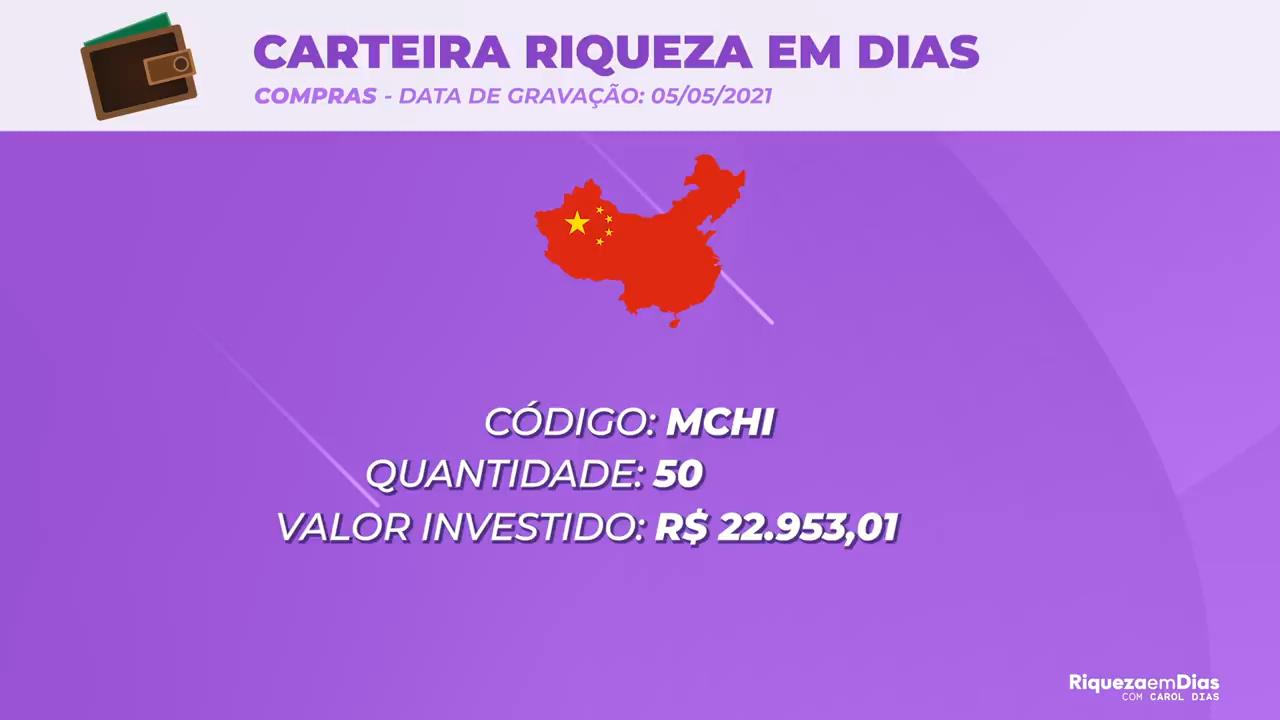 CARTEIRA RIQUEZA EM DIAS
COMPRAS - DATA DE GRAVAÇÃO: 05/05/2021
CÓDIGO: MCHI
QUANTIDADE: 50
VALOR INVESTIDO: R$ 22.953,01
RiquezaemDias
COM CAROL DIAS